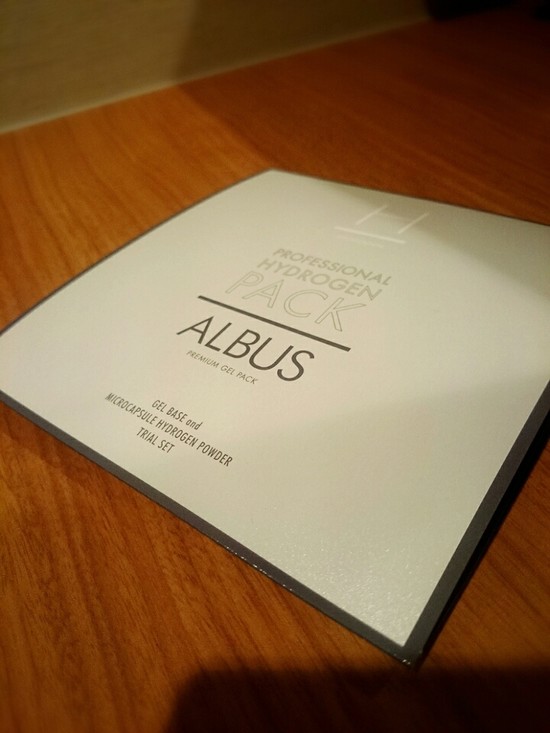 PROFESSIONAL
HYDROGEN
PACK
ALBUS
PREMIUM GEL PACK
GEL BASE and
MICROCAPSULE HYDROGEN POWDER
TRIAL SET